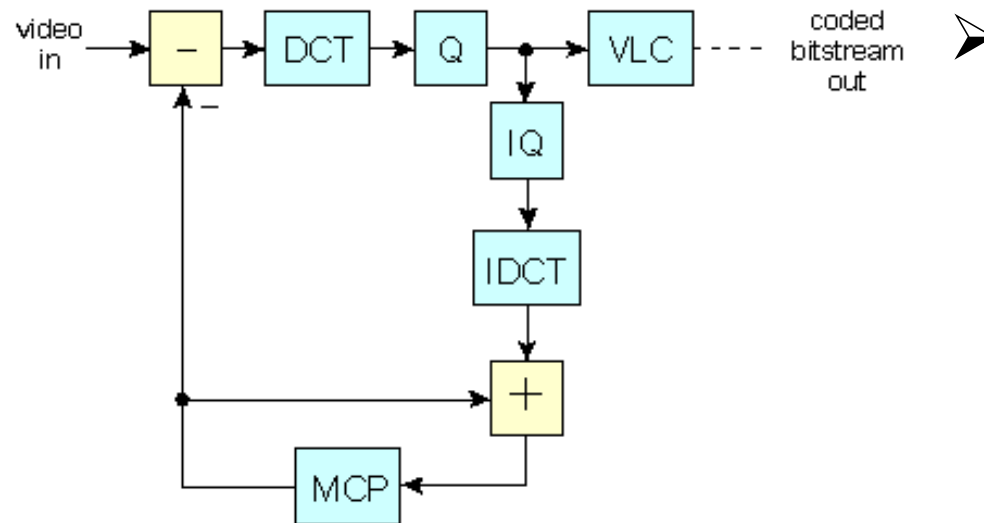 video
in
−
DCT
Q
VLC
coded
bitstream
out
−
IQ
IDCT
+
MCP